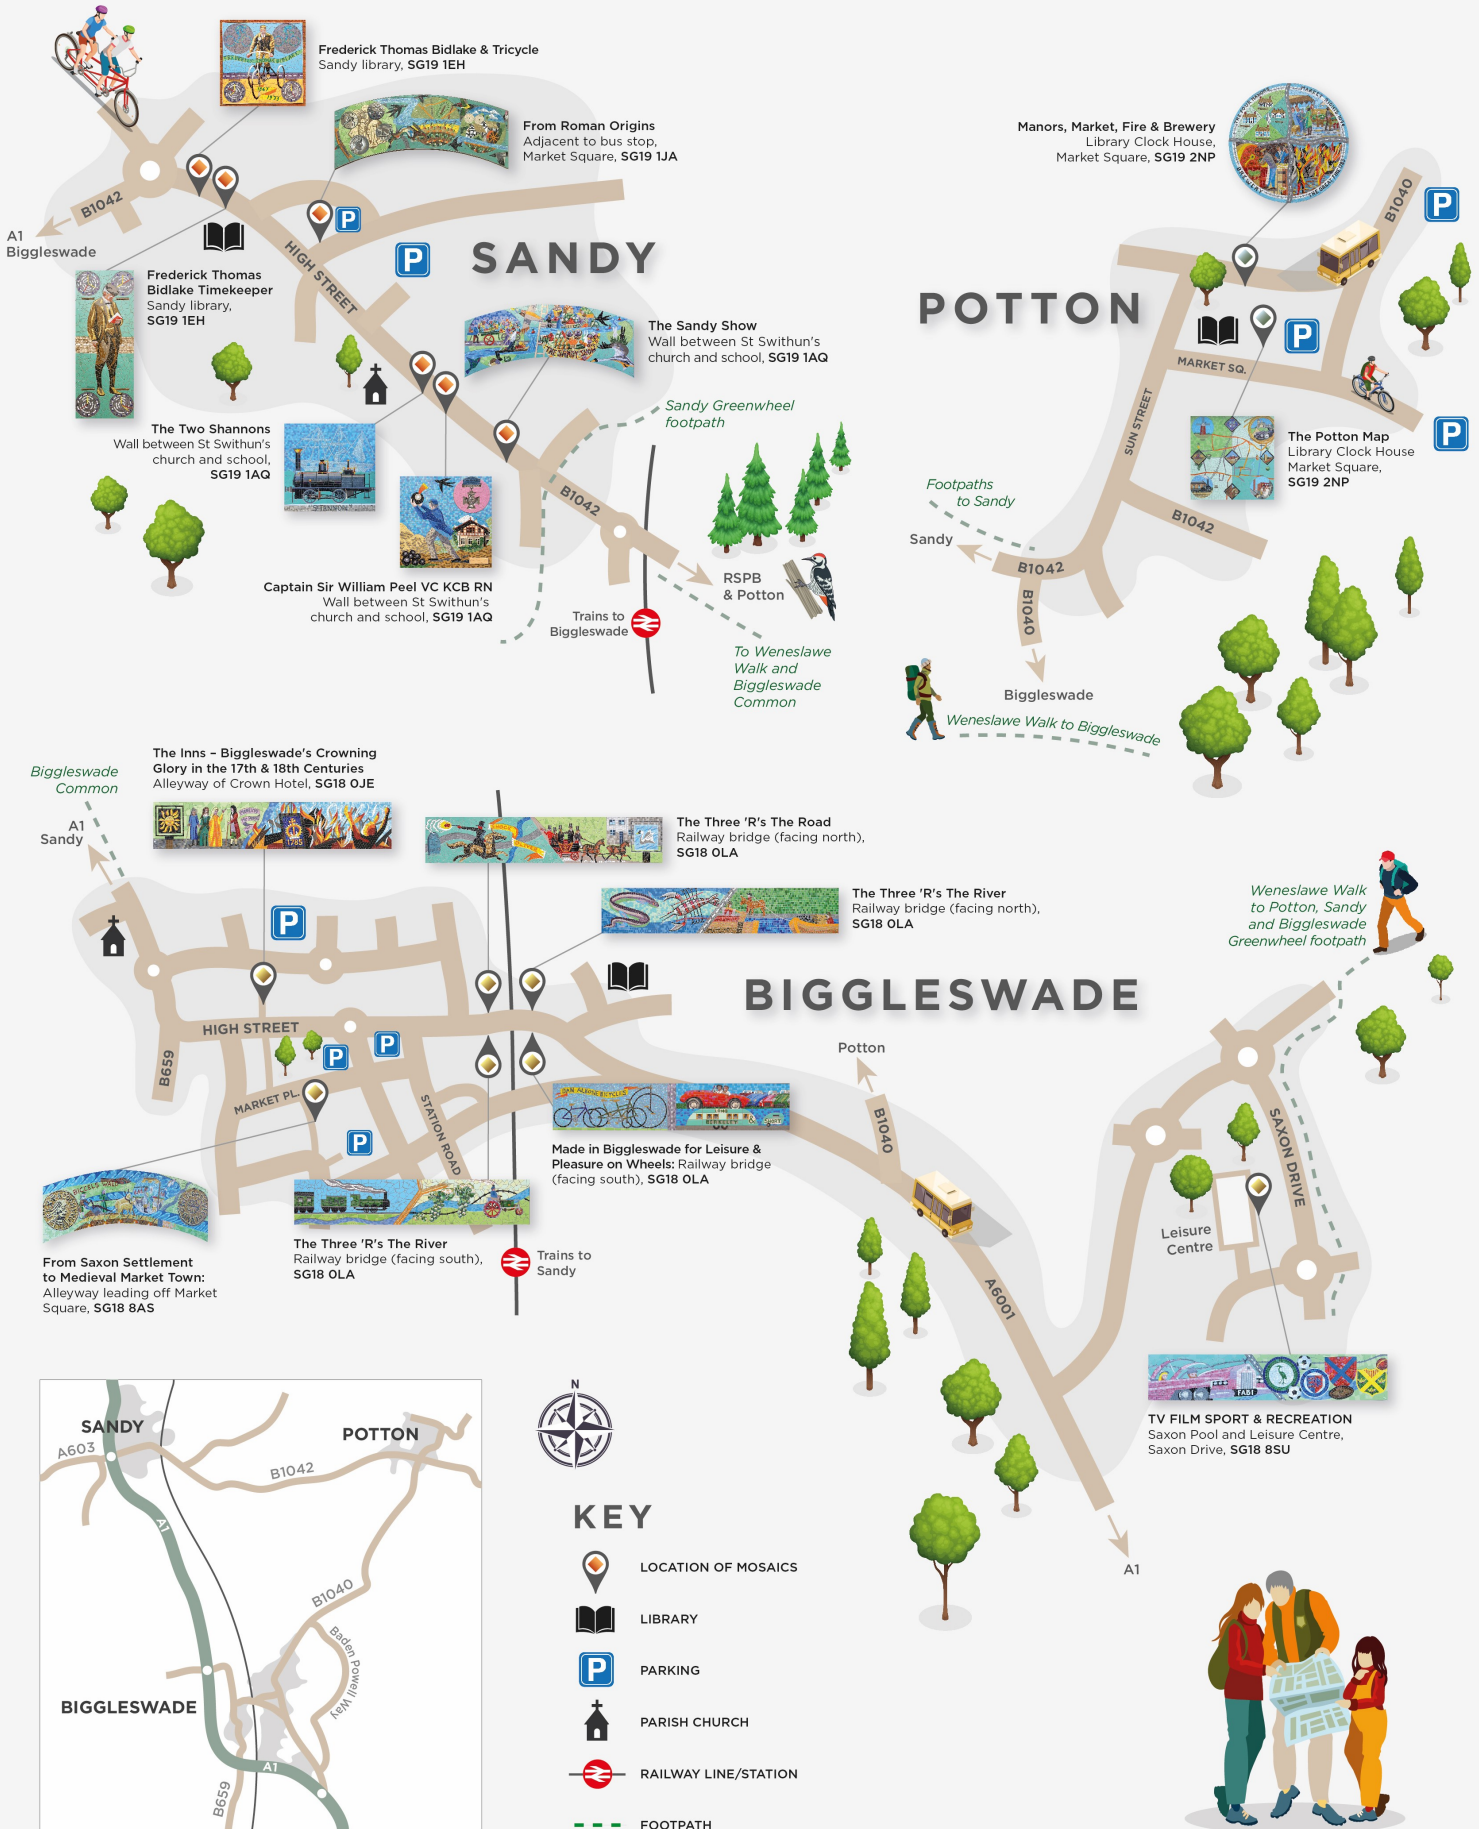 Frederick Thomas Bidlake & Tricycle
Sandy library, SG19 1EH
From Roman Origins
Adjacent to bus stop,
Market Square, SG19 1JA
B1042
A1
Biggleswade
HIGH STREET
SANDY
Frederick Thomas
Bidlake Timekeeper
Sandy library,
SG19 1EH
The Sandy Show
Wall between St Swithun's
church and school, SG19 1AQ
THE SANDY SHOW
Sandy Greenwheel
footpath
The Two Shannons
Wall between St Swithun's
church and school,
SG19 1AQ
B1042
Captain Sir William Peel VC KCB RN
Wall between St Swithun's
church and school, SG19 1AQ
RSPB
& Potton
Trains to
Biggleswade
To Weneslawe
Walk and
Biggleswade
Common
Manors, Market, Fire & Brewery
Library Clock House,
Market Square, SG19 2NP
B1040
POTTON
MARKET SQ.
SUN STREET
The Potton Map
Library Clock House
Market Square,
SG19 2NP
Footpaths
to Sandy
Sandy
B1042
B1042
B1040
Biggleswade
Weneslawe Walk to Biggleswade
The Inns – Biggleswade's Crowning
Glory in the 17th & 18th Centuries
Alleyway of Crown Hotel, SG18 0JE
Biggleswade
Common
A1
Sandy
1785
The Three 'R's The Road
Railway bridge (facing north),
SG18 0LA
The Three 'R's The River
Railway bridge (facing north),
SG18 0LA
Weneslawe Walk
to Potton, Sandy
and Biggleswade
Greenwheel footpath
BIGGLESWADE
HIGH STREET
B659
MARKET PL.
STATION ROAD
Potton
B1040
DAN ALBONE BICYCLES
BERKELEY
Made in Biggleswade for Leisure &
Pleasure on Wheels: Railway bridge
(facing south), SG18 0LA
SAXON DRIVE
Leisure
Centre
From Saxon Settlement
to Medieval Market Town:
Alleyway leading off Market
Square, SG18 8AS
The Three 'R's The River
Railway bridge (facing south),
SG18 0LA
Trains to
Sandy
A6001
FAB1
TV FILM SPORT & RECREATION
Saxon Pool and Leisure Centre,
Saxon Drive, SG18 8SU
A1
SANDY
POTTON
A603
B1042
A1
B1040
Baden Powell Way
BIGGLESWADE
A1
B659
N
KEY
LOCATION OF MOSAICS
LIBRARY
P
PARKING
PARISH CHURCH
RAILWAY LINE/STATION
FOOTPATH